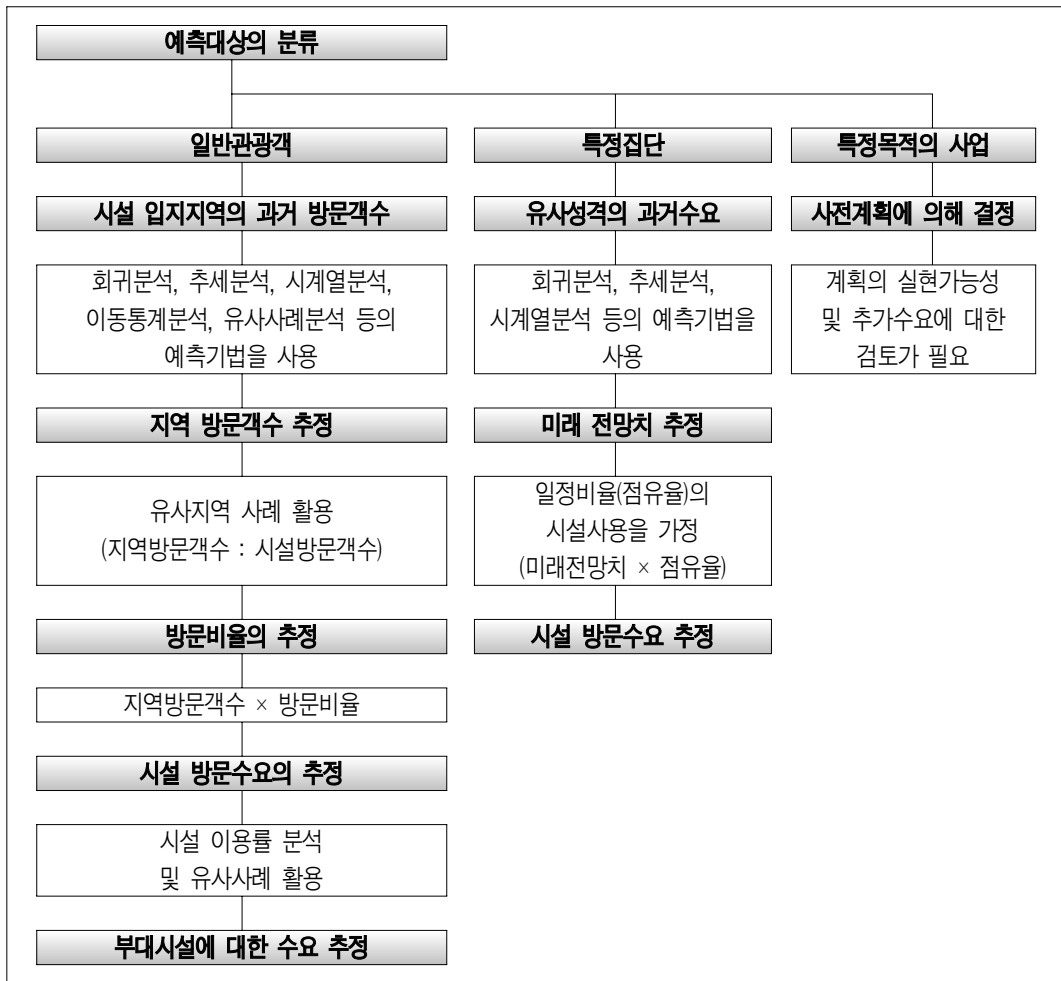 예측대상의 분류
일반관광객
시설 입지지역의 과거 방문객수
회귀분석, 추세분석, 시계열분석,
이동통계분석, 유사사례분석 등의
예측기법을 사용
지역 방문객수 추정
유사지역 사례 활용
(지역방문객수 : 시설방문객수)
방문비율의 추정
지역방문객수 × 방문비율
시설 방문수요의 추정
시설 이용률 분석
및 유사사례 활용
부대시설에 대한 수요 추정
특정집단
유사성격의 과거수요
회귀분석, 추세분석,
시계열분석 등의 예측기법을
사용
미래 전망치 추정
일정비율(점유율)의
시설사용을 가정
(미래전망치 × 점유율)
시설 방문수요 추정
특정목적의 사업
사전계획에 의해 결정
계획의 실현가능성
및 추가수요에 대한
검토가 필요